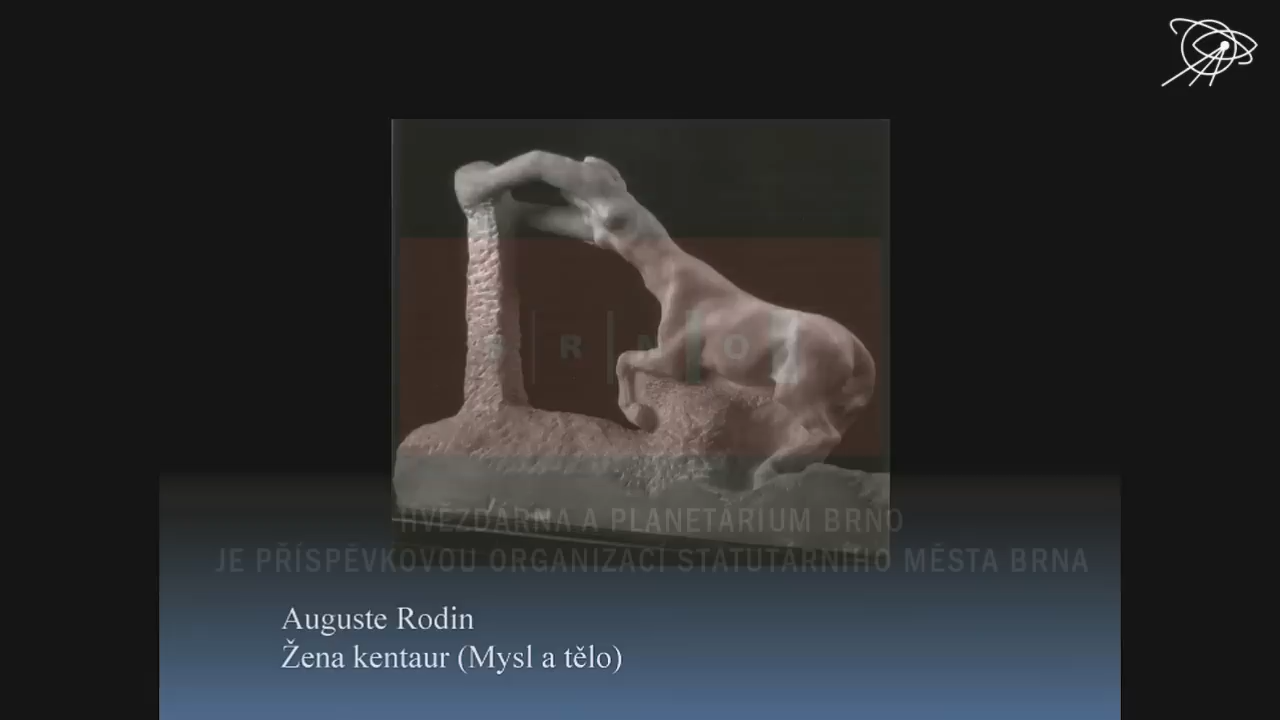 B R N O
HVĚZDÁRNA A PLANETÁRIUM BRNO
JE PŘÍSPĚVKOVOU ORGANIZACÍ STATUTÁRNÍHO MĚSTA BRNA
Auguste Rodin
Žena kentaur (Mysl a tělo)